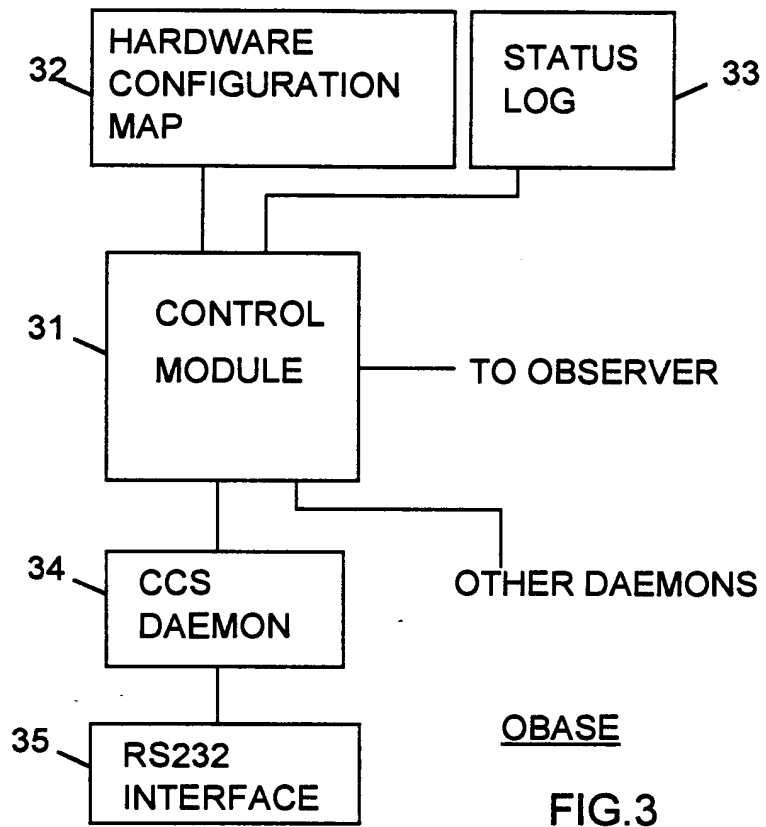 HARDWARE
CONFIGURATION
MAP
32
STATUS
LOG
33
31
CONTROL
MODULE
TO OBSERVER
34
CCS
DAEMON
OTHER DAEMONS
35
RS232
INTERFACE
OBASE
FIG.3